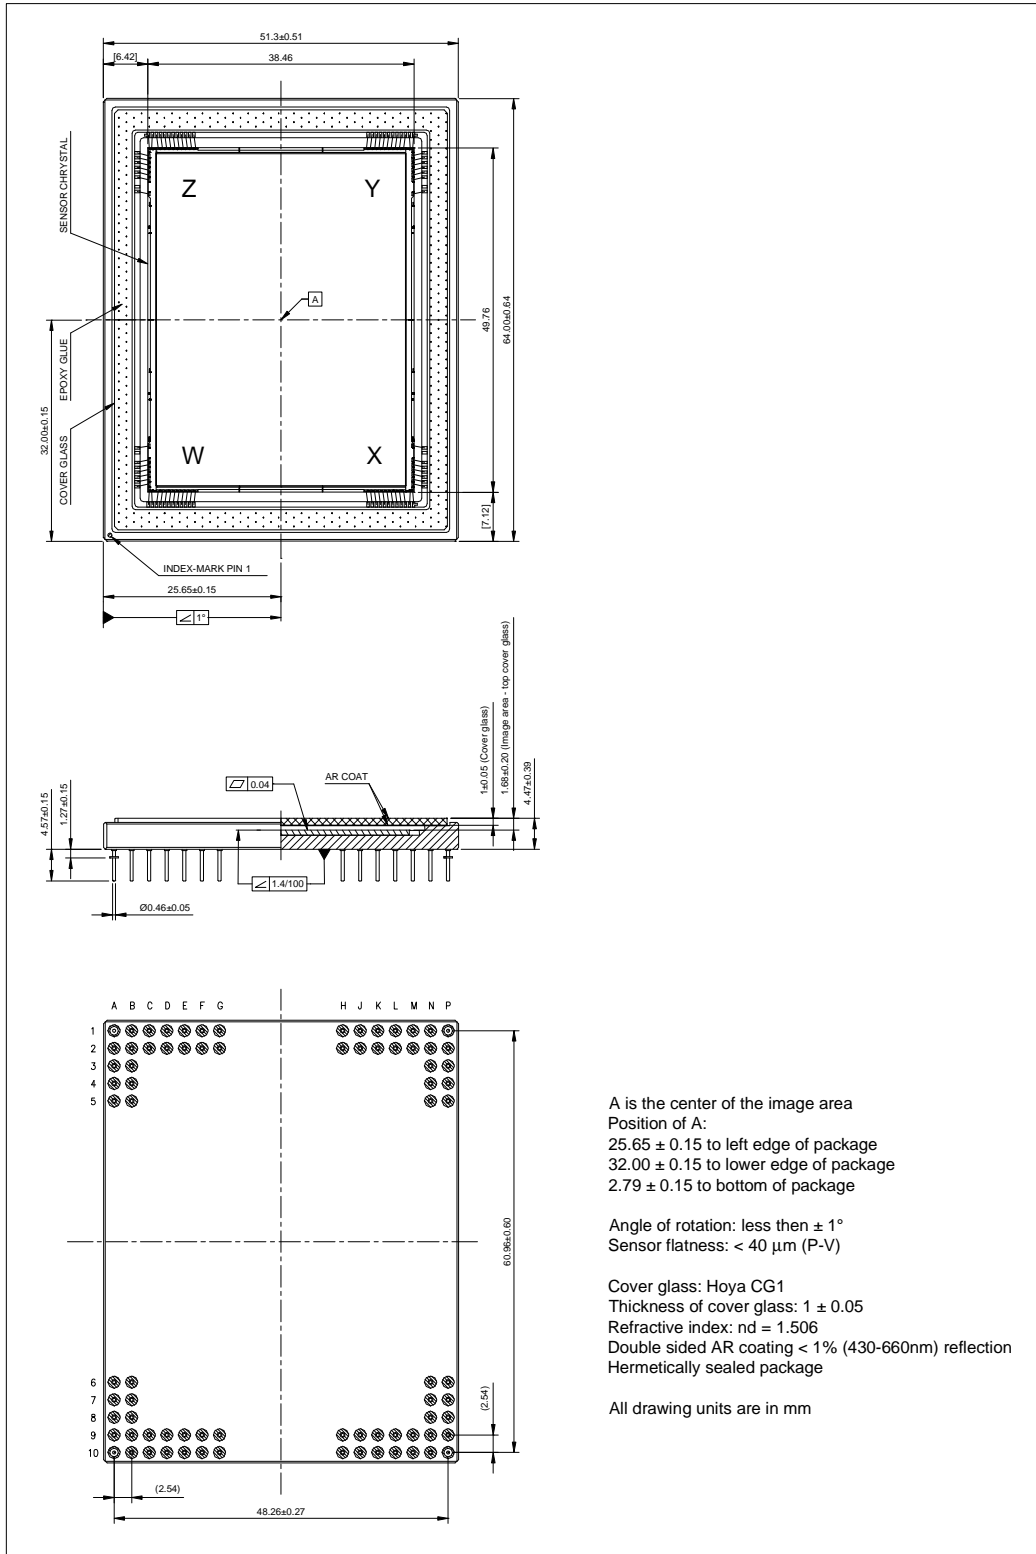 51.3±0.51
[6.42]
38.46
SENSOR CHRYSTAL
Z
Y
A
49.76
64.00±0.64
EPOXY GLUE
32.00±0.15
COVER GLASS
W
X
[7.12]
INDEX-MARK PIN 1
25.65±0.15
1°
1±0.05 (Cover glass)
1.68±0.20 (Image area - top cover glass)
4.47±0.39
AR COAT
0.04
4.57±0.15
1.27±0.15
1.4/100
Ø0.46±0.05
A B C D E F G H J K L M N P
1
2
3
4
5
60.96±0.60
6
7
8
9
10
(2.54)
(2.54)
48.26±0.27
A is the center of the image area
Position of A:
25.65 ± 0.15 to left edge of package
32.00 ± 0.15 to lower edge of package
2.79 ± 0.15 to bottom of package
Angle of rotation: less then ± 1°
Sensor flatness: < 40 μm (P-V)
Cover glass: Hoya CG1
Thickness of cover glass: 1 ± 0.05
Refractive index: nd = 1.506
Double sided AR coating < 1% (430-660nm) reflection
Hermetically sealed package
All drawing units are in mm